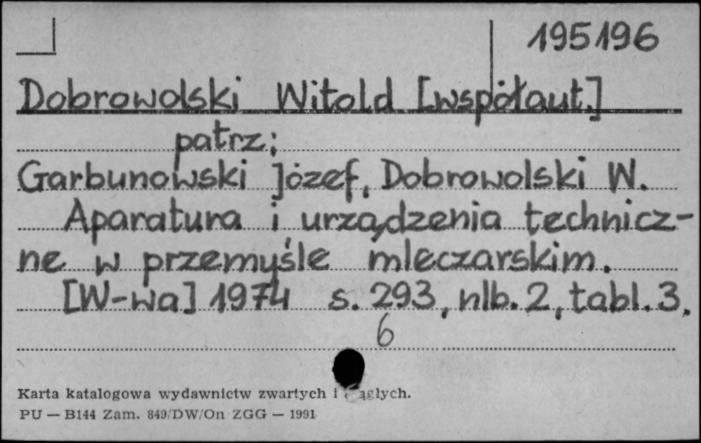 195196
Dobrowolski Witold [współaut.]
patrz:
Garbunowski Józef, Dobrowolski W.
Aparatura i urządzenia technicz-
ne w przemyśle mleczarskim.
[W-wa] 1974 s. 293, nlb. 2, tabl. 3.
6
Karta katalogowa wydawnictw zwartych i
PU — B144 Zam. 849/DW/On ZGG — 1991